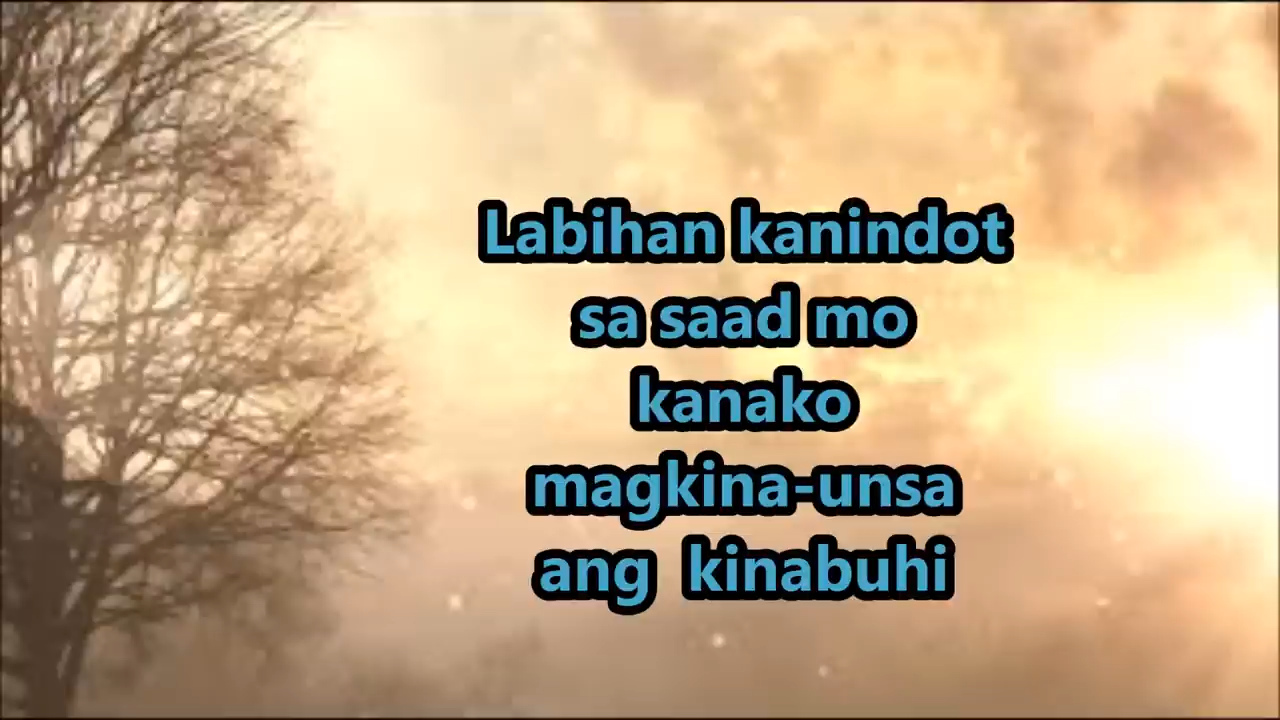 Labihan kanindot
sa saad mo
kanako
magkina-unsa
ang kinabuhi